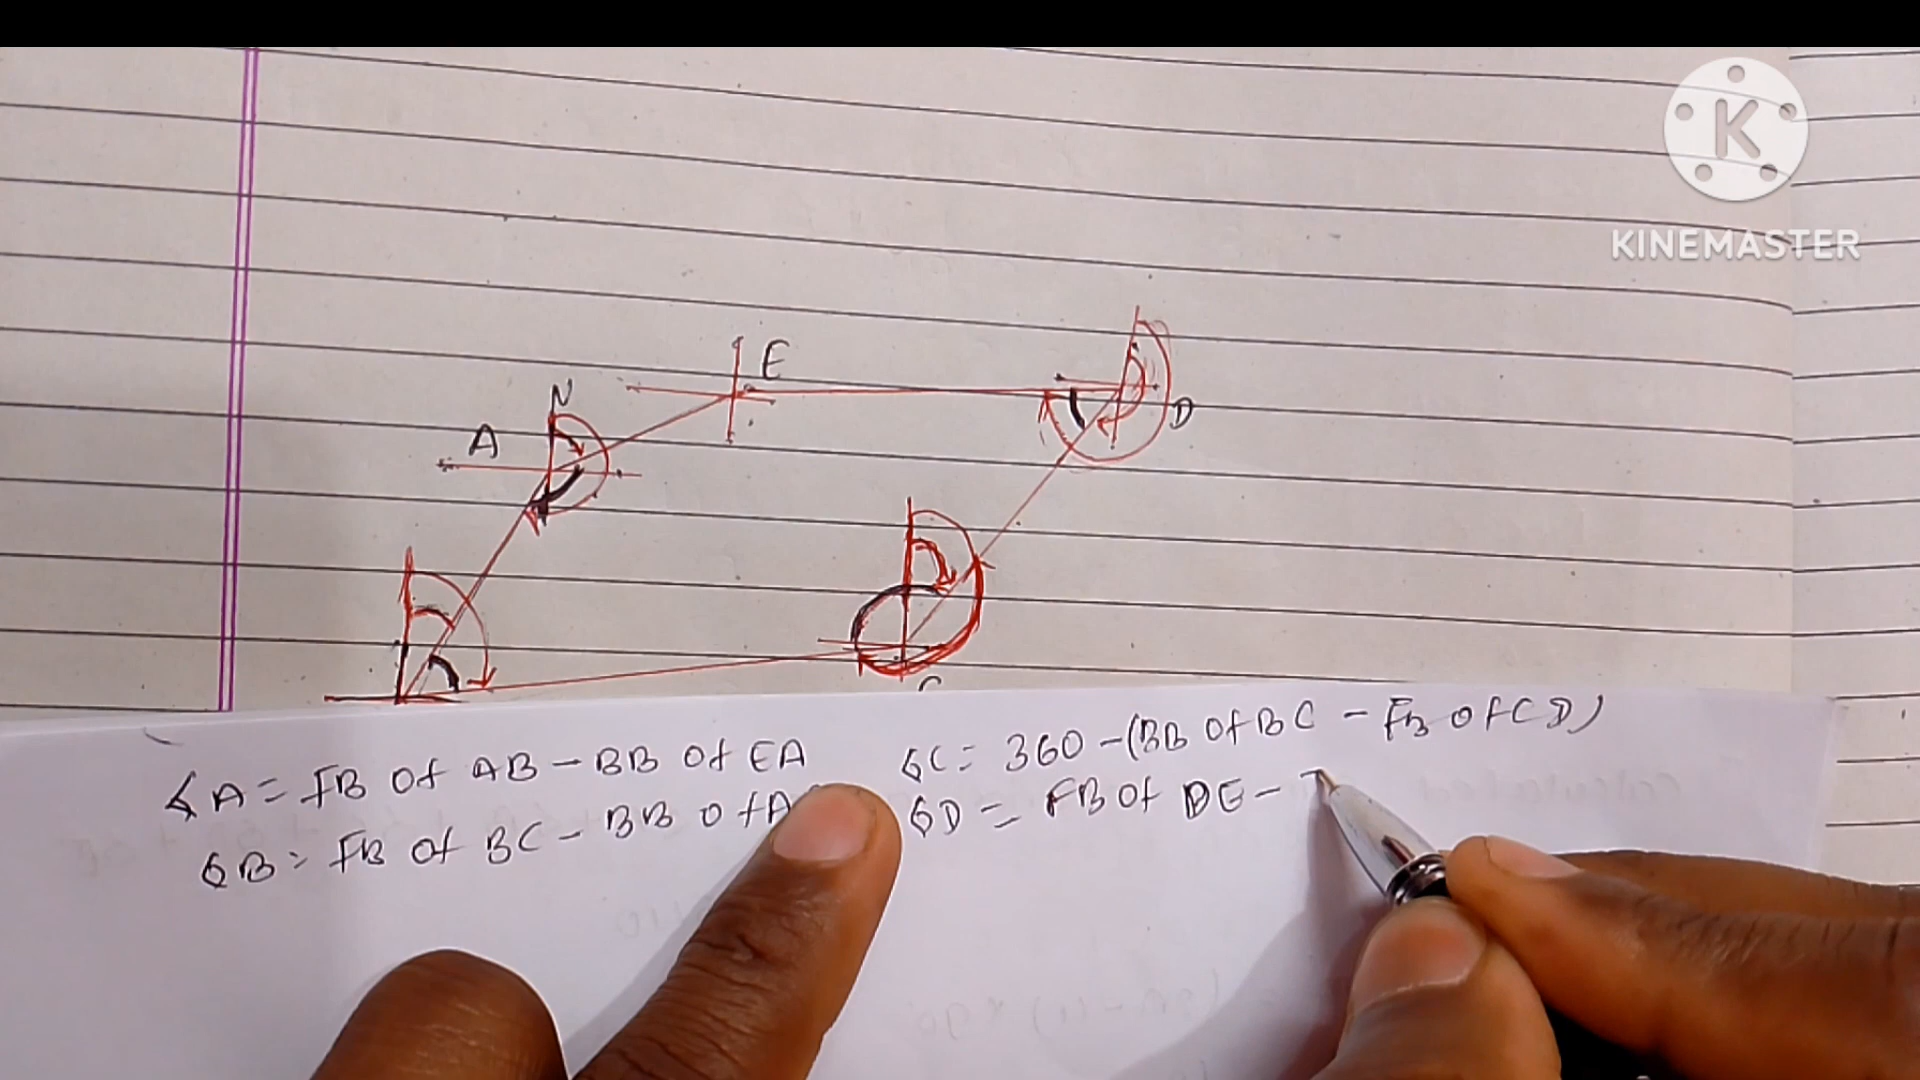 K
KINEMASTER
E
N
A
D
∠A = FB Of AB - BB Of EA
∠B = FB Of BC - BB Of A
∠C = 360 - (BB Of BC - FB Of CD)
∠D = FB Of DE -